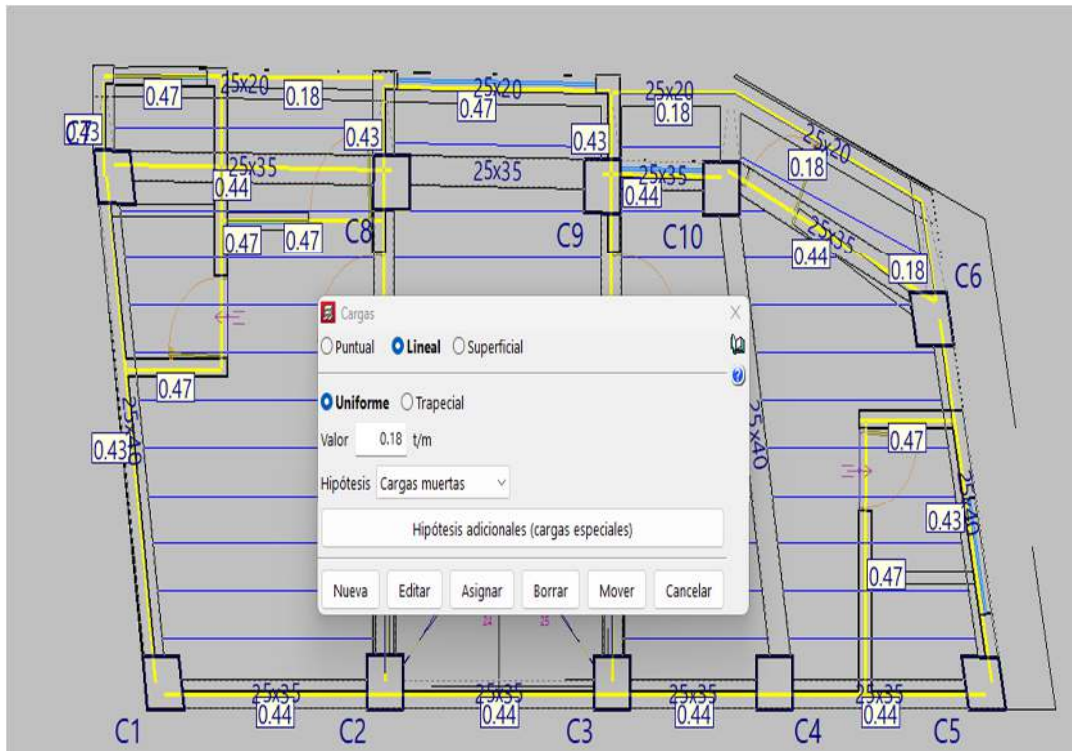 25x20
25x20
25x20
0.47
0.18
0.47
0.18
25x20
C7
0.43
0.43
0.43
0.18
25x35
25x35
25x35
0.44
0.44
C8
C9
C10
25x35
0.47
0.47
0.44
0.18
C6
Cargas
Puntual
Lineal
Superficial
0.47
Uniforme
Trapecial
25x40
0.43
Valor 0.18 t/m
25x40
0.47
Hipótesis Cargas muertas
25x40
0.43
Hipótesis adicionales (cargas especiales)
0.47
Nueva
Editar
Asignar
Borrar
Mover
Cancelar
24
25
25x35
25x35
25x35
25x35
0.44
0.44
0.44
0.44
C1
C2
C3
C4
C5